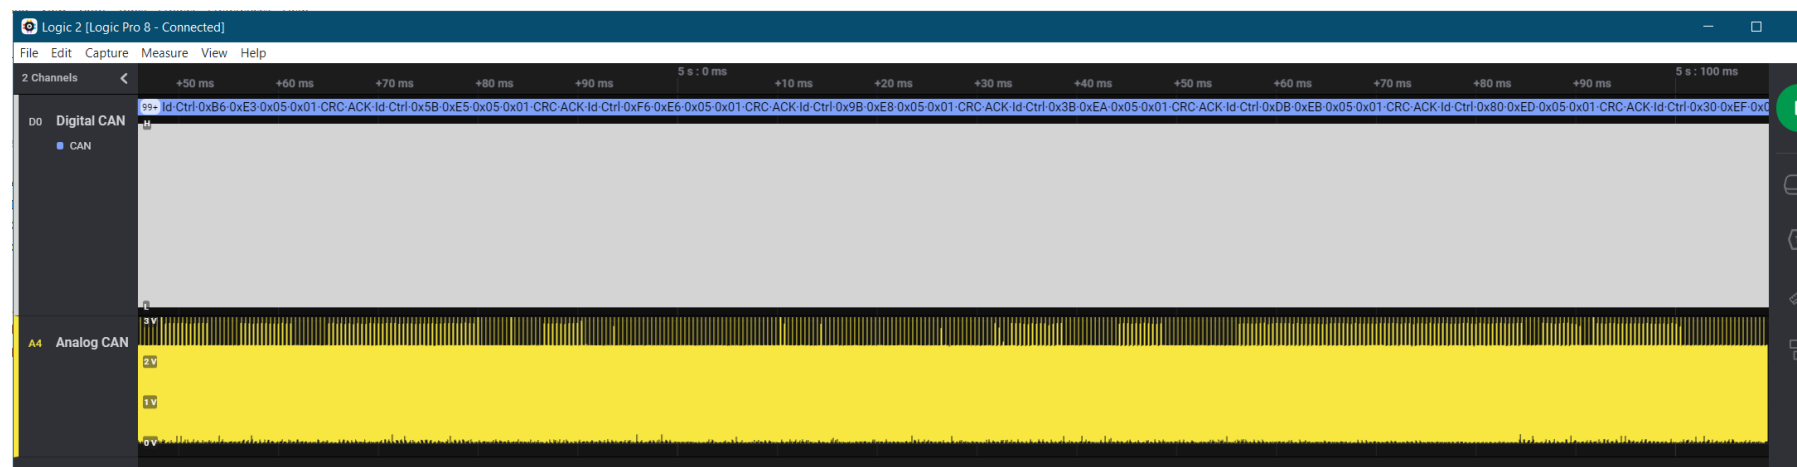 Logic 2 [Logic Pro 8 - Connected]
File Edit Capture Measure View Help
2 Channels
5 s : 0 ms
5 s : 100 ms
+50 ms +60 ms +70 ms +80 ms +90 ms +10 ms +20 ms +30 ms +40 ms +50 ms +60 ms +70 ms +80 ms +90 ms
99+ Id·Ctrl·0xB6·0xE3·0x05·0x01·CRC·ACK·Id·Ctrl·0x5B·0xE5·0x05·0x01·CRC·ACK·Id·Ctrl·0xF6·0xE6·0x05·0x01·CRC·ACK·Id·Ctrl·0x9B·0xE8·0x05·0x01·CRC·ACK·Id·Ctrl·0x3B·0xEA·0x05·0x01·CRC·ACK·Id·Ctrl·0xDB·0xEB·0x05·0x01·CRC·ACK·Id·Ctrl·0x80·0xED·0x05·0x01·CRC·ACK·Id·Ctrl·0x30·0xEF·0x0
D0 Digital CAN
H
CAN
L
3 V
A4 Analog CAN
2 V
1 V
0 V